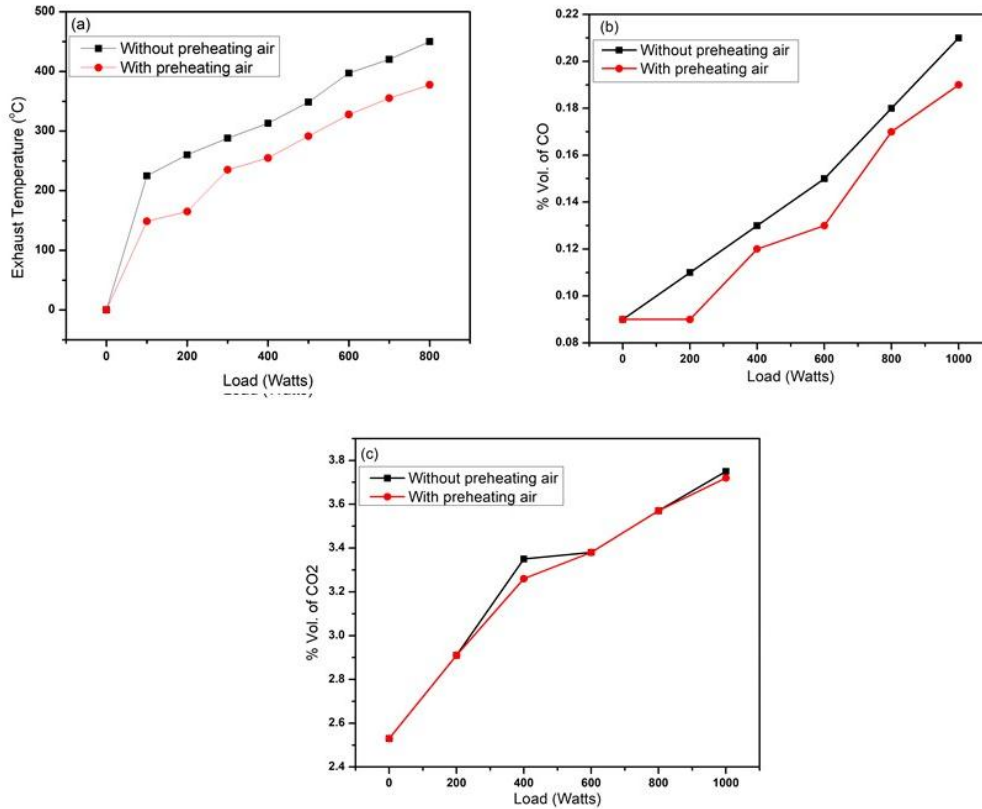 (a)
Without preheating air
With preheating air
Exhaust Temperature (°C)
500
400
300
200
100
0
0 200 400 600 800
Load (Watts)
Load (Watts)
(b)
Without preheating air
With preheating air
% Vol. of CO
0.22
0.20
0.18
0.16
0.14
0.12
0.10
0.08
0 200 400 600 800 1000
Load (Watts)
(c)
Without preheating air
With preheating air
% Vol. of CO2
3.8
3.6
3.4
3.2
3.0
2.8
2.6
2.4
0 200 400 600 800 1000
Load (Watts)